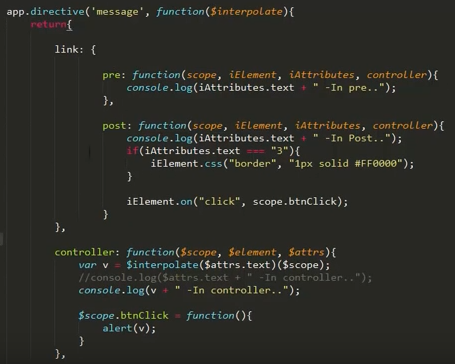 app.directive('message', function($interpolate){
    return{

        link: {

                pre: function(scope, iElement, iAttributes, controller){
                    console.log(iAttributes.text + " -In pre..");
                },

                post: function(scope, iElement, iAttributes, controller){
                    console.log(iAttributes.text + " -In Post..");
                    if(iAttributes.text === "3"){
                        iElement.css("border", "1px solid #FF0000");
                    }

                    iElement.on("click", scope.btnClick);
                }
        },

        controller: function($scope, $element, $attrs){
            var v = $interpolate($attrs.text)($scope);
            //console.log($attrs.text + " -In controller..");
            console.log(v + " -In controller..");

            $scope.btnClick = function(){
                alert(v);
            }
        },